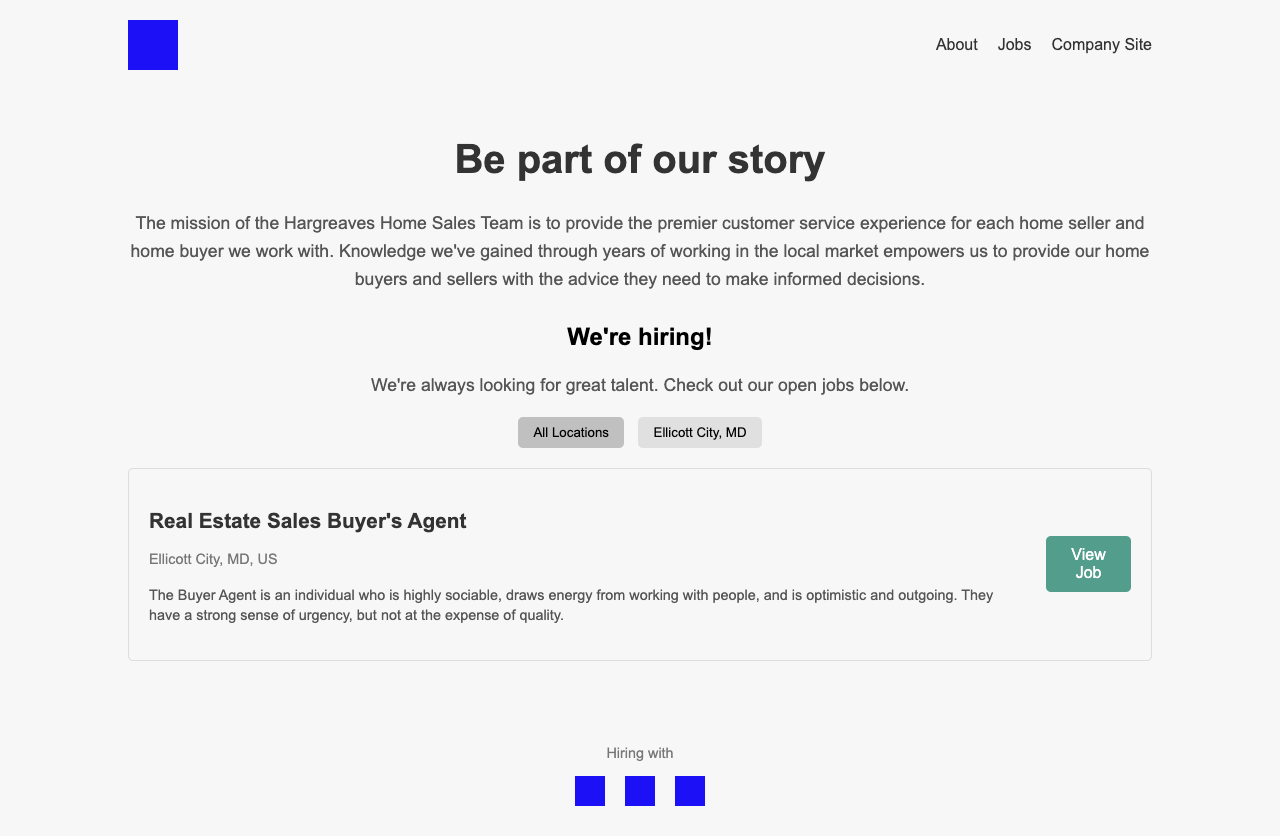 About Jobs Company Site
Be part of our story
The mission of the Hargreaves Home Sales Team is to provide the premier customer service experience for each home seller and
home buyer we work with. Knowledge we've gained through years of working in the local market empowers us to provide our home
buyers and sellers with the advice they need to make informed decisions.
We're hiring!
We're always looking for great talent. Check out our open jobs below.
All Locations Ellicott City, MD
Real Estate Sales Buyer's Agent
Ellicott City, MD, US
The Buyer Agent is an individual who is highly sociable, draws energy from working with people, and is optimistic and outgoing. They
have a strong sense of urgency, but not at the expense of quality.
View
Job
Hiring with